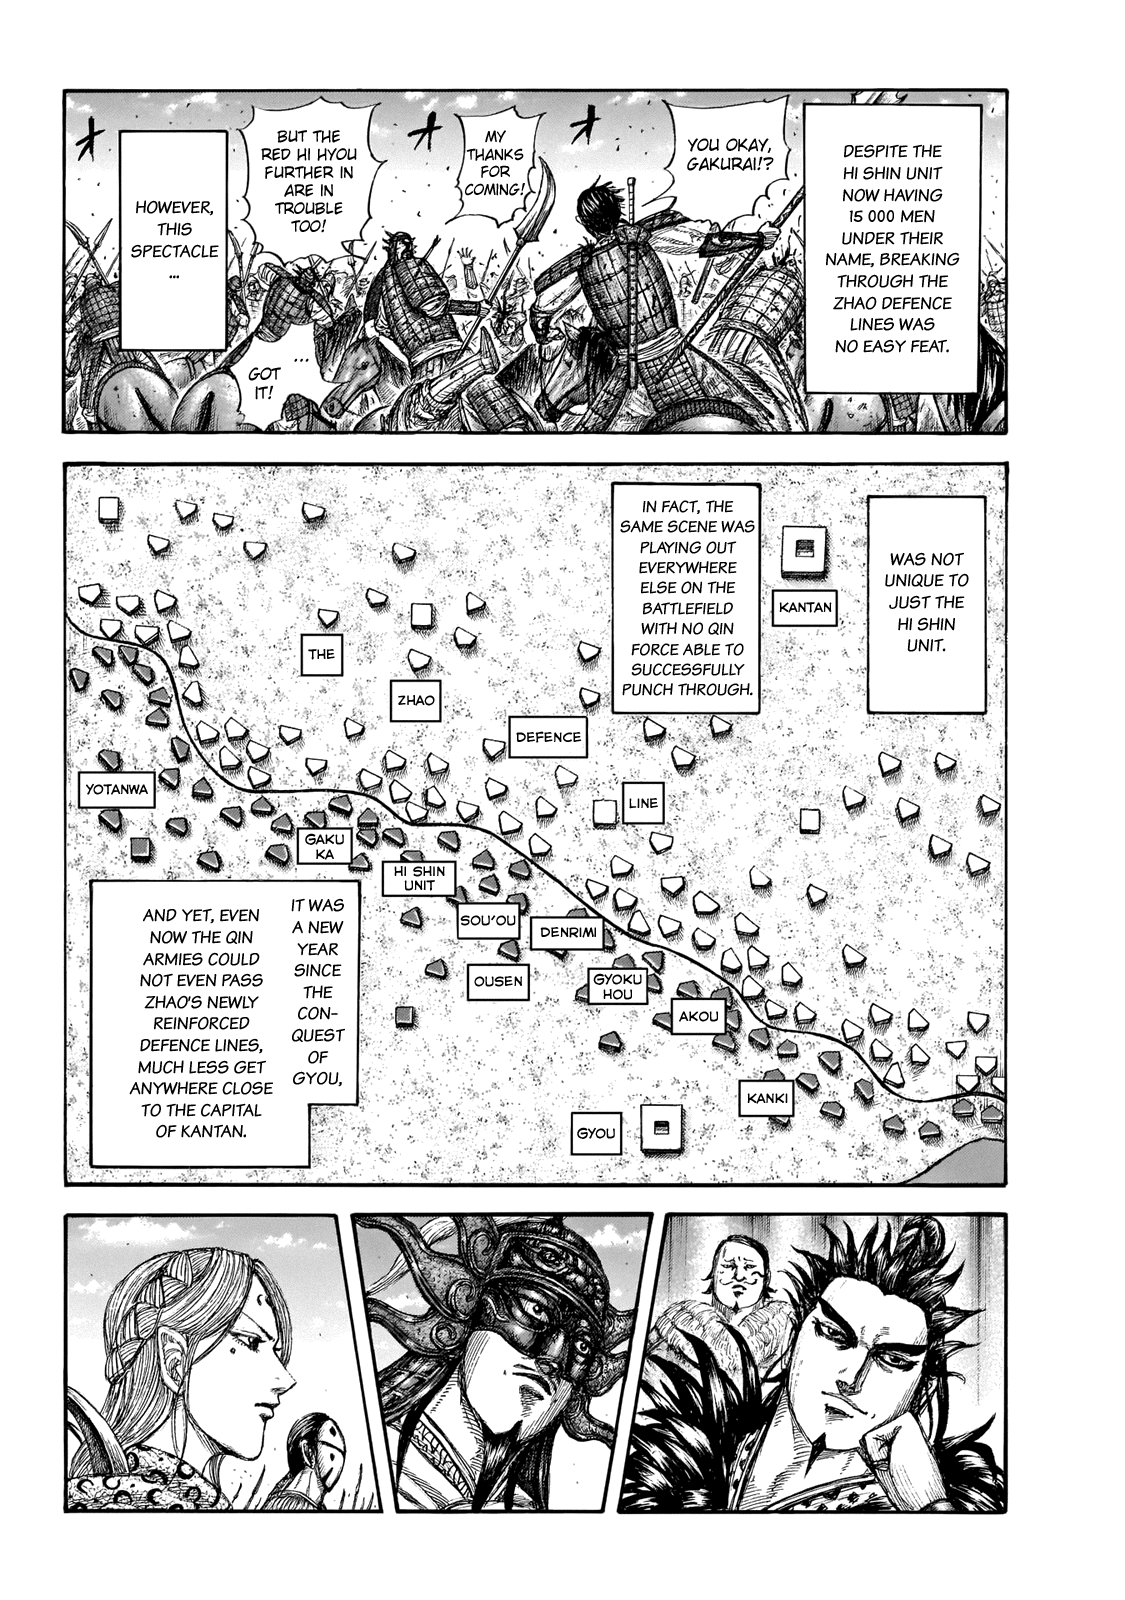 DESPITE THE
HI SHIN UNIT
NOW HAVING
15 000 MEN
UNDER THEIR
NAME, BREAKING
THROUGH THE
ZHAO DEFENCE
LINES WAS
NO EASY FEAT.
YOU OKAY,
GAKURAI!?
MY
THANKS
FOR
COMING!
BUT THE
RED HI HYOU
FURTHER IN
ARE IN
TROUBLE
TOO!
...
GOT
IT!
オ
オ
オ
HOWEVER,
THIS
SPECTACLE
...
WAS NOT
UNIQUE TO
JUST THE
HI SHIN
UNIT.
IN FACT, THE
SAME SCENE WAS
PLAYING OUT
EVERYWHERE
ELSE ON THE
BATTLEFIELD
WITH NO QIN
FORCE ABLE TO
SUCCESSFULLY
PUNCH THROUGH.
KANTAN
THE
ZHAO
DEFENCE
LINE
YOTANWA
GAKU
KA
HI SHIN
UNIT
SOU'OU
DENRIMI
OUSEN
GYOKU
HOU
AKOU
KANKI
GYOU
IT WAS
A NEW
YEAR
SINCE
THE
CON-
QUEST
OF
GYOU,
AND YET, EVEN
NOW THE QIN
ARMIES COULD
NOT EVEN PASS
ZHAO'S NEWLY
REINFORCED
DEFENCE LINES,
MUCH LESS GET
ANYWHERE CLOSE
TO THE CAPITAL
OF KANTAN.